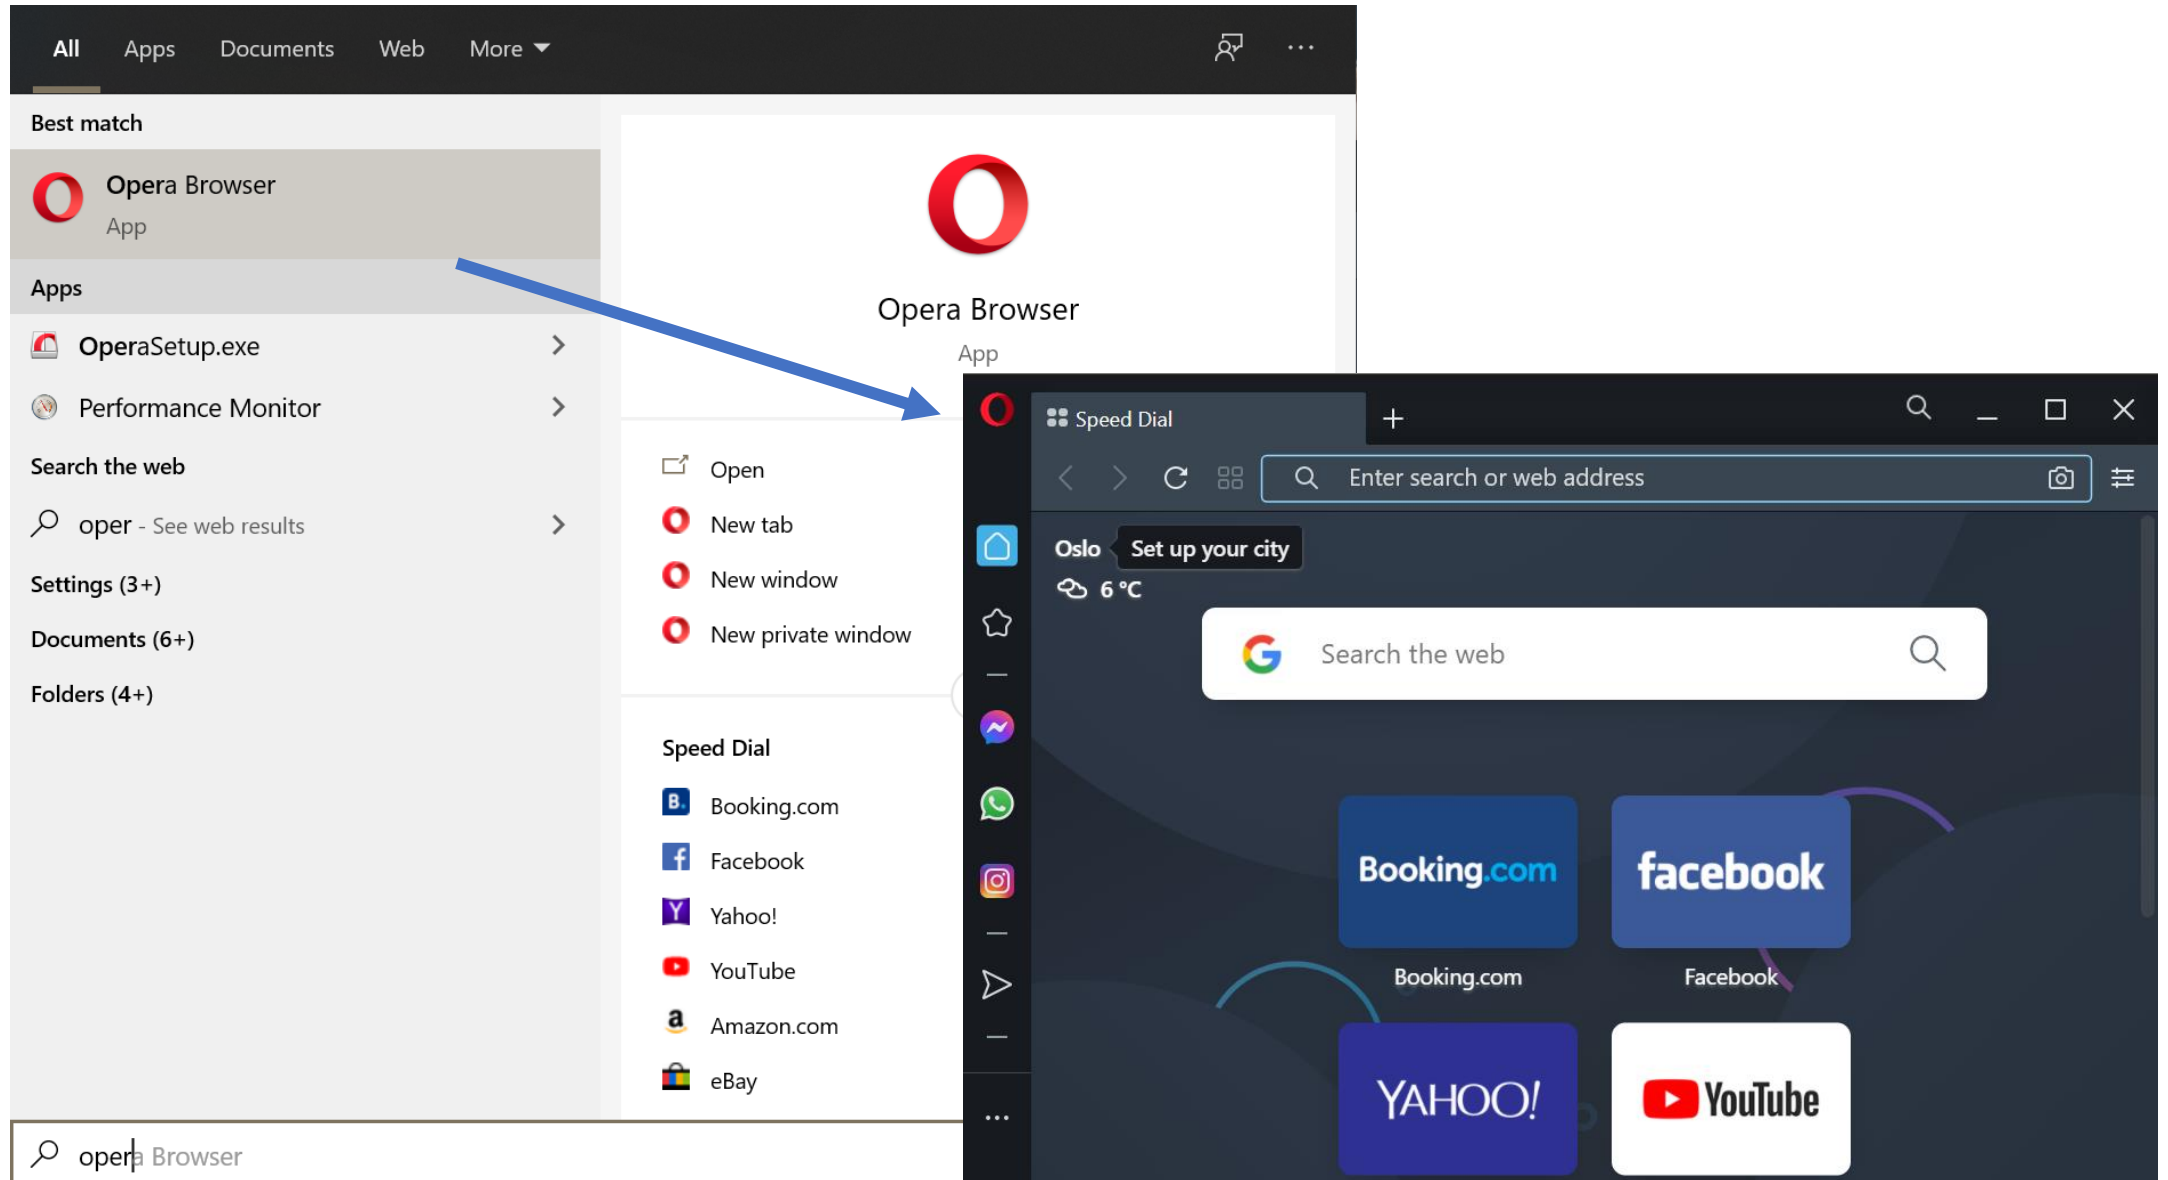 All Apps Documents Web More
Best match
Opera Browser
App
Apps
OperaSetup.exe
Performance Monitor
Search the web
oper - See web results
Settings (3+)
Documents (6+)
Folders (4+)
opera Browser
Opera Browser
App
Open
New tab
New window
New private window
Speed Dial
B. Booking.com
f Facebook
Y Yahoo!
YouTube
a Amazon.com
eBay
Speed Dial
Enter search or web address
Oslo Set up your city
6 °C
G Search the web
Booking.com facebook
Booking.com Facebook
YAHOO! YouTube